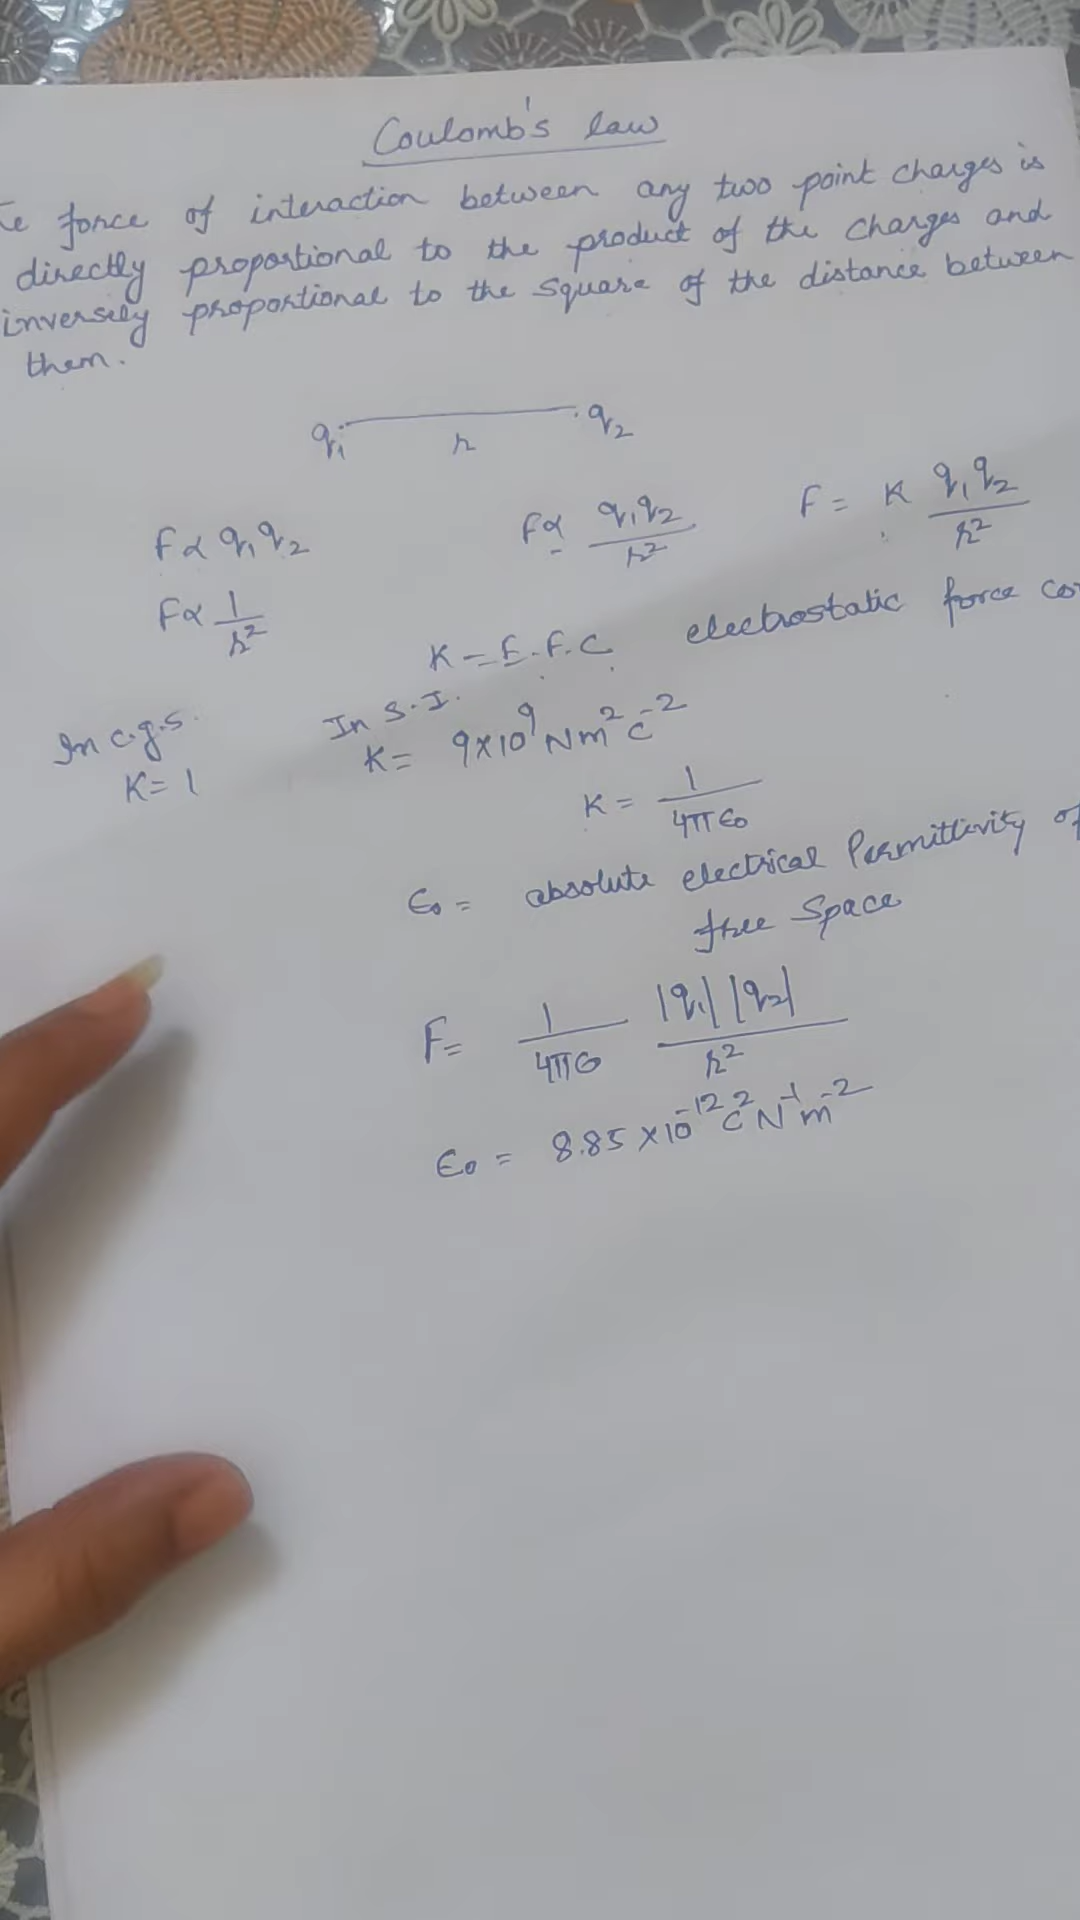 Coulomb's law
force of interaction between any two point charges is
directly proportional to the product of the charges and
inversely proportional to the square of the distance between
them.
q₁ r q₂
F ∝ q₁q₂
F ∝ q₁q₂/r²
F = K q₁q₂/r²
F ∝ 1/r²
K = E.F.C. electrostatic force
In c.g.s. In S.I.
K = 1 K = 9×10⁹ Nm²C⁻²
K = 1/4πε₀
ε₀ = absolute electrical Permittivity of
free Space
F = 1/4πε₀ |q₁| |q₂|/r²
ε₀ = 8.85 × 10⁻¹² C²N⁻¹m⁻²